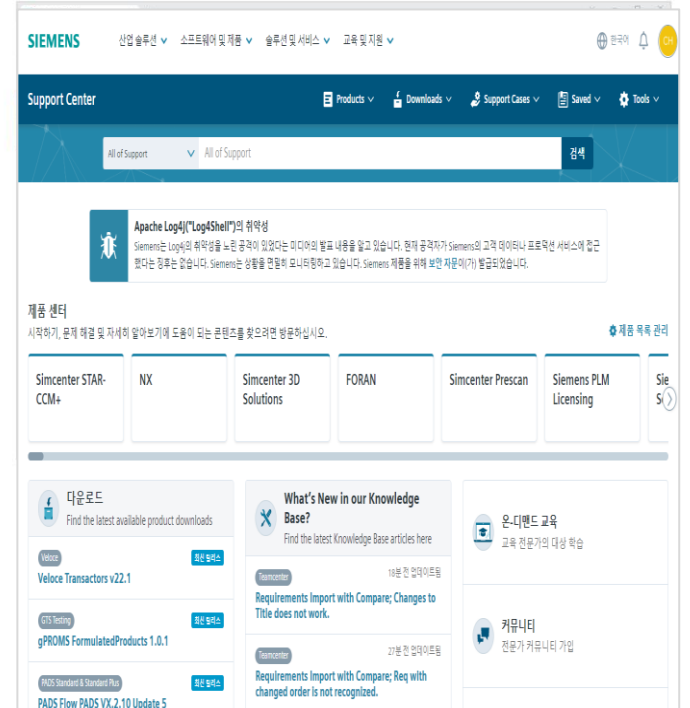 SIEMENS
산업 솔루션 소프트웨어 및 제품 솔루션 및 서비스 교육 및 지원
한국어
CH
Support Center
Products Downloads Support Cases Saved Tools
All of Support All of Support 검색
Apache Log4j("Log4Shell")의 취약성
Siemens는 Log4j의 취약성을 노린 공격이 있었다는 미디어의 발표 내용을 알고 있습니다. 현재 공격자가 Siemens의 고객 데이터나 프로덕션 서비스에 접근
했다는 징후는 없습니다. Siemens는 상황을 면밀히 모니터링하고 있습니다. Siemens 제품을 위해 보안 자문이(가) 발급되었습니다.
제품 센터
시작하기, 문제 해결 및 자세히 알아보기에 도움이 되는 콘텐츠를 찾으려면 방문하십시오.
제품 목록 관리
Simcenter STAR-
CCM+
NX
Simcenter 3D
Solutions
FORAN
Simcenter Prescan
Siemens PLM
Licensing
Sie
다운로드
Find the latest available product downloads
Veloce 최신 릴리스
Veloce Transactors v22.1
GTS Testing 최신 릴리스
gPROMS FormulatedProducts 1.0.1
PADS Standard & Standard Plus 최신 릴리스
PADS Flow PADS VX.2.10 Update 5
What's New in our Knowledge
Base?
Find the latest Knowledge Base articles here
Teamcenter 18분 전 업데이트됨
Requirements Import with Compare; Changes to
Title does not work.
Teamcenter 27분 전 업데이트됨
Requirements Import with Compare; Req with
changed order is not recognized.
온-디맨드 교육
교육 전문가의 대상 학습
커뮤니티
전문가 커뮤니티 가입